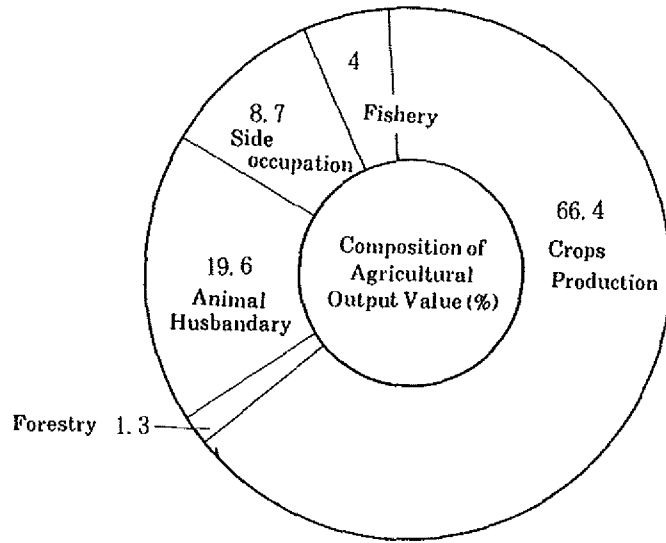 4
Fishery
8.7
Side
occupation
66.4
Crops
Production
Composition of
Agricultural
Output Value (%)
19.6
Animal
Husbandary
Forestry 1.3